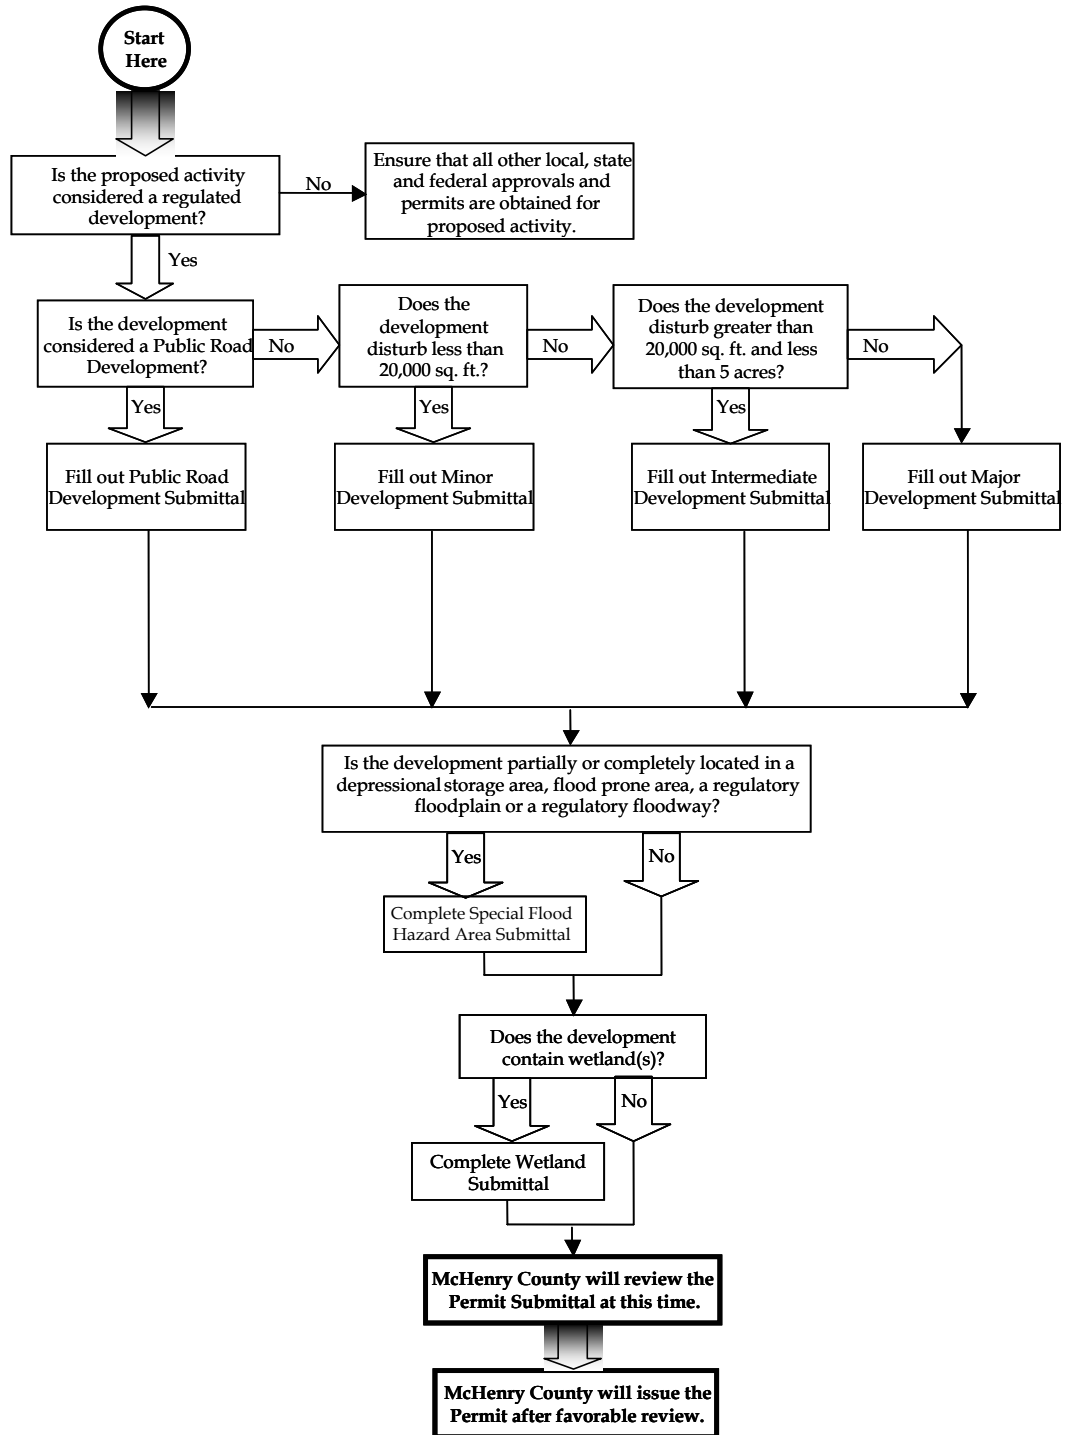 Start
Here
Is the proposed activity
considered a regulated
development?
No
Ensure that all other local, state
and federal approvals and
permits are obtained for
proposed activity.
Yes
Is the development
considered a Public Road
Development?
No
Does the
development
disturb less than
20,000 sq. ft.?
No
Does the development
disturb greater than
20,000 sq. ft. and less
than 5 acres?
No
Yes
Yes
Yes
Fill out Public Road
Development Submittal
Fill out Minor
Development Submittal
Fill out Intermediate
Development Submittal
Fill out Major
Development Submittal
Is the development partially or completely located in a
depressional storage area, flood prone area, a regulatory
floodplain or a regulatory floodway?
Yes
No
Complete Special Flood
Hazard Area Submittal
Does the development
contain wetland(s)?
Yes
No
Complete Wetland
Submittal
McHenry County will review the
Permit Submittal at this time.
McHenry County will issue the
Permit after favorable review.